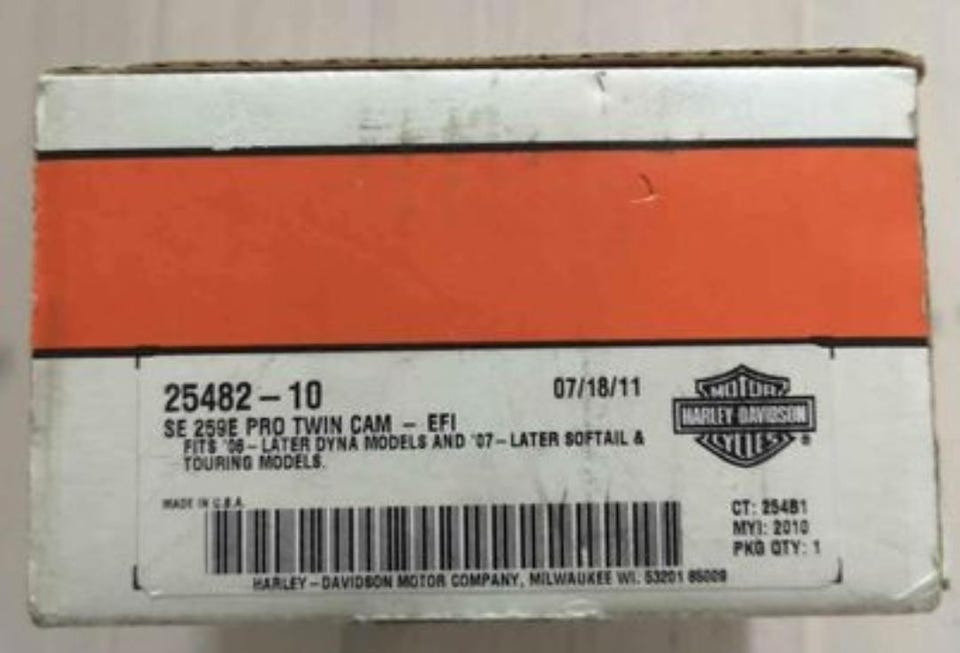 25482-10
07/18/11
SE 259E PRO TWIN CAM - EFI
FITS '06-LATER DYNA MODELS AND '07-LATER SOFTAIL &
TOURING MODELS.
MOTOR
HARLEY-DAVIDSON
CYCLES
®
MADE IN U.S.A.
CT: 25481
MYI: 2010
PKG QTY: 1
HARLEY-DAVIDSON MOTOR COMPANY, MILWAUKEE WI. 53201 85009